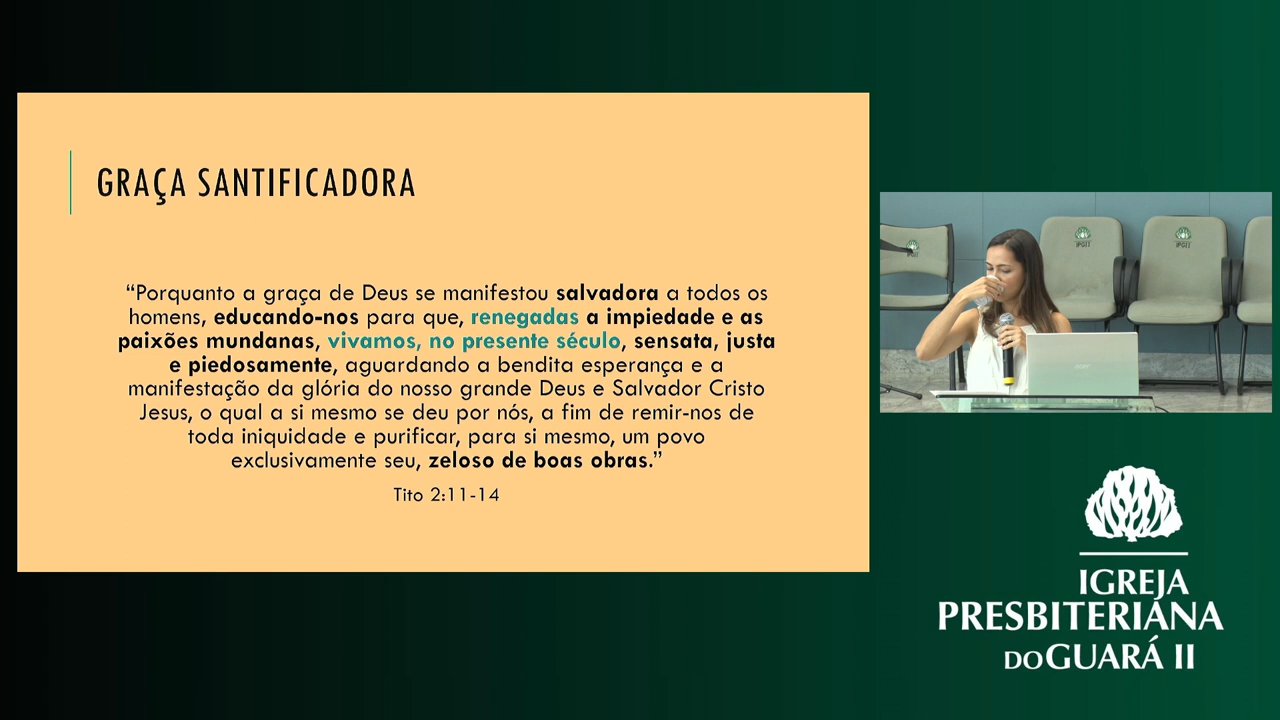 GRAÇA SANTIFICADORA
“Porquanto a graça de Deus se manifestou salvadora a todos os
homens, educando-nos para que, renegadas a impiedade e as
paixões mundanas, vivamos, no presente século, sensata, justa
e piedosamente, aguardando a bendita esperança e a
manifestação da glória do nosso grande Deus e Salvador Cristo
Jesus, o qual a si mesmo se deu por nós, a fim de remir-nos de
toda iniquidade e purificar, para si mesmo, um povo
exclusivamente seu, zeloso de boas obras.”
Tito 2:11-14
IGREJA
PRESBITERIANA
DO GUARÁ II